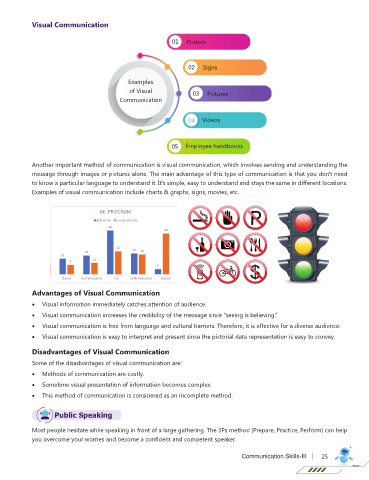 Visual Communication
01 Posters
02 Signs
Examples
of Visual
Communication
03 Pictures
04 Videos
05 Employee handbooks
Another important method of communication is visual communication, which involves sending and understanding the
message through images or pictures alone. The main advantage of this type of communication is that you don't need
to know a particular language to understand it. It's simple, easy to understand and stays the same in different locations.
Examples of visual communication include charts & graphs, signs, movies, etc.
ML PROGRAM
Advantages of Visual Communication
• Visual information immediately catches attention of audience.
• Visual communication increases the credibility of the message since "seeing is believing."
• Visual communication is free from language and cultural barriers. Therefore, it is effective for a diverse audience.
• Visual communication is easy to interpret and present since the pictorial data representation is easy to convey.
Disadvantages of Visual Communication
Some of the disadvantages of visual communication are:
• Methods of communication are costly.
• Sometime visual presentation of information becomes complex.
• This method of communication is considered as an incomplete method.
Public Speaking
Most people hesitate while speaking in front of a large gathering. The 3Ps method (Prepare, Practice, Perform) can help
you overcome your worries and become a confident and competent speaker.
Communication Skills-III | 25